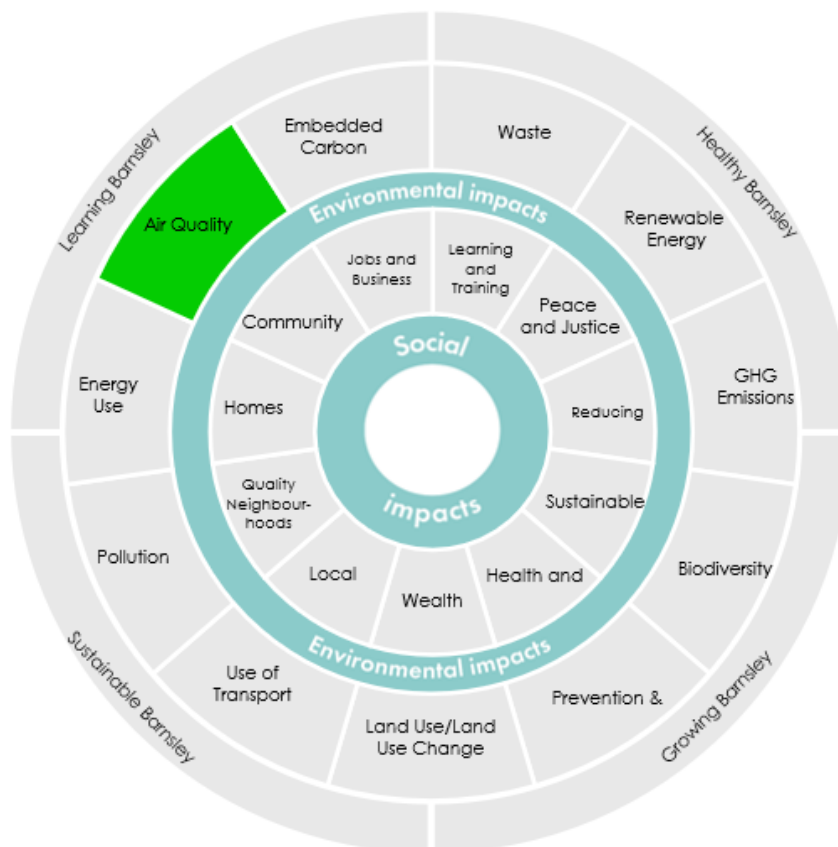 Learning Barnsley
Healthy Barnsley
Embedded
Carbon
Waste
Air Quality
Renewable
Energy
Environmental impacts
Jobs and
Business
Learning
and
Training
Community
Peace
and Justice
Social
Energy
Use
GHG
Emissions
Homes
Reducing
Quality
Neighbour-
hoods
Sustainable
impacts
Pollution
Biodiversity
Local
Wealth
Health and
Environmental impacts
Use of
Transport
Prevention &
Land Use/Land
Use Change
Sustainable Barnsley
Growing Barnsley